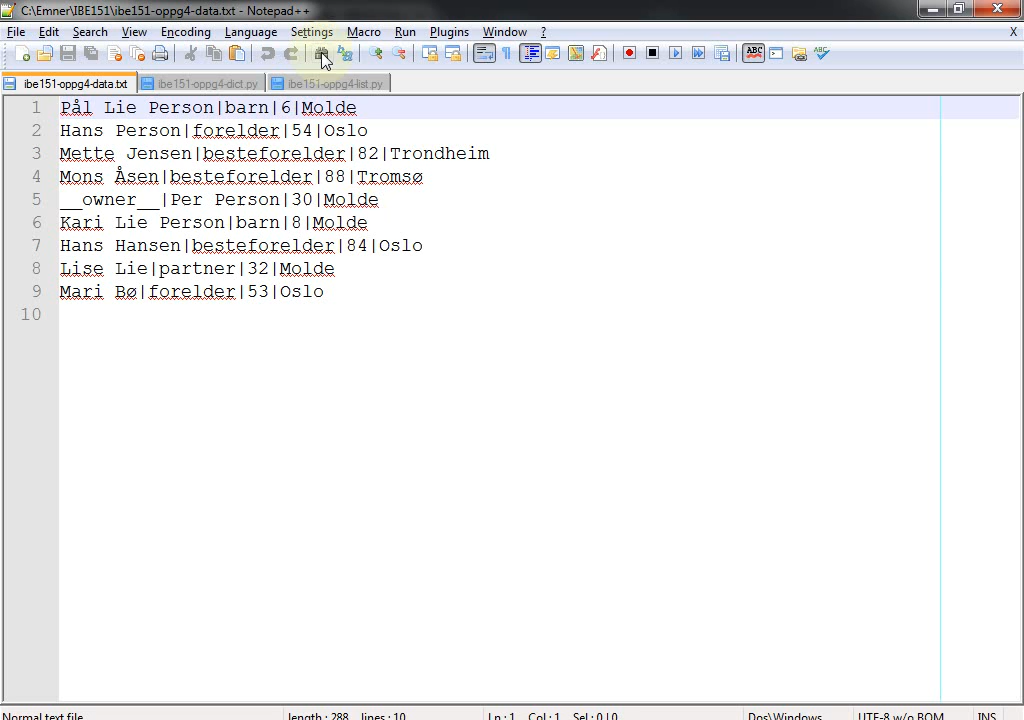 C:\Emner\IBE151\ibe151-oppg4-data.txt - Notepad++
File Edit Search View Encoding Language Settings Macro Run Plugins Window ? X
ABC ABC
ibe151-oppg4-data.txt ibe151-oppg4-dict.py ibe151-oppg4-list.py
1 Pål Lie Person|barn|6|Molde
2 Hans Person|forelder|54|Oslo
3 Mette Jensen|besteforelder|82|Trondheim
4 Mons Åsen|besteforelder|88|Tromsø
5 __owner__|Per Person|30|Molde
6 Kari Lie Person|barn|8|Molde
7 Hans Hansen|besteforelder|84|Oslo
8 Lise Lie|partner|32|Molde
9 Mari Bø|forelder|53|Oslo
10
Normal text file length : 288 lines : 10 Ln : 1 Col : 1 Sel : 0 | 0 Dos\Windows UTF-8 w/o BOM INS